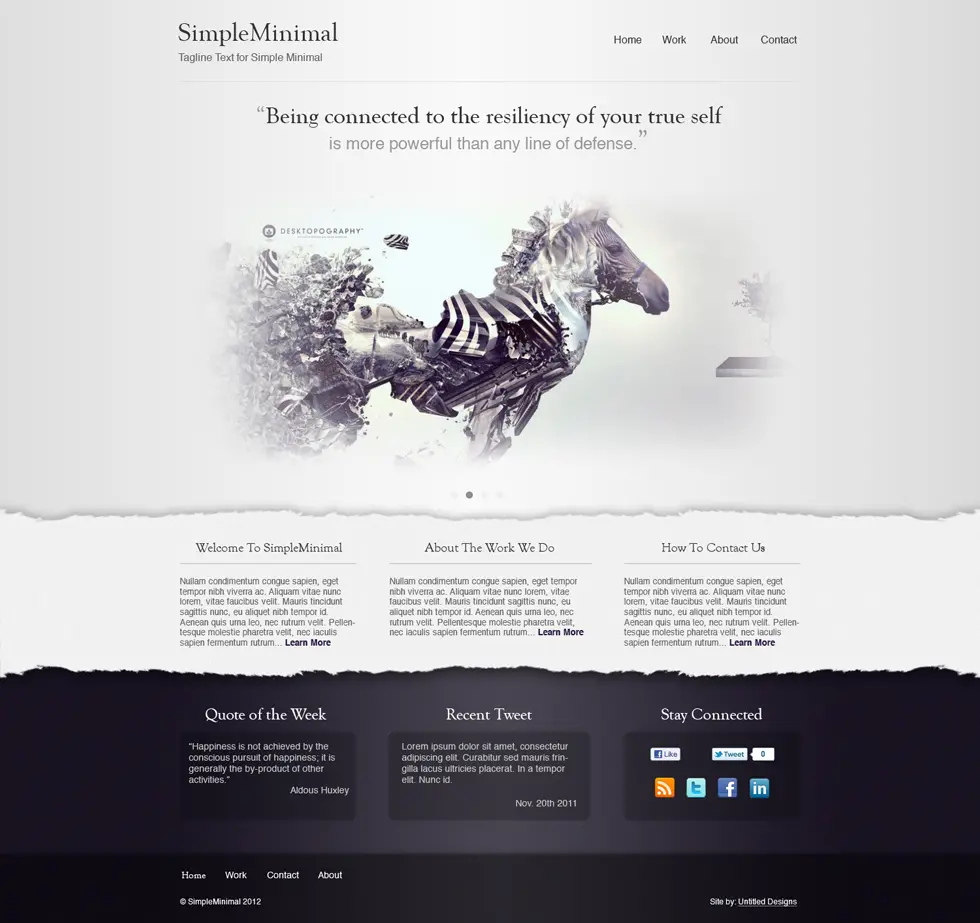 SimpleMinimal
Tagline Text for Simple Minimal
Home Work About Contact
“Being connected to the resiliency of your true self
is more powerful than any line of defense.”
DESKTOPOGRAPHY
Welcome To SimpleMinimal
Nullam condimentum congue sapien, eget
tempor nibh viverra ac. Aliquam vitae nunc
lorem, vitae faucibus velit. Mauris tincidunt
sagittis nunc, eu aliquet nibh tempor id.
Aenean quis urna leo, nec rutrum velit. Pellen-
tesque molestie pharetra velit, nec iaculis
sapien fermentum rutrum... Learn More
About The Work We Do
Nullam condimentum congue sapien, eget tempor
nibh viverra ac. Aliquam vitae nunc lorem, vitae
faucibus velit. Mauris tincidunt sagittis nunc, eu
aliquet nibh tempor id. Aenean quis urna leo, nec
rutrum velit. Pellentesque molestie pharetra velit,
nec iaculis sapien fermentum rutrum... Learn More
How To Contact Us
Nullam condimentum congue sapien, eget
tempor nibh viverra ac. Aliquam vitae nunc
lorem, vitae faucibus velit. Mauris tincidunt
sagittis nunc, eu aliquet nibh tempor id.
Aenean quis urna leo, nec rutrum velit. Pellen-
tesque molestie pharetra velit, nec iaculis
sapien fermentum rutrum... Learn More
Quote of the Week
“Happiness is not achieved by the
conscious pursuit of happiness; it is
generally the by-product of other
activities.”
Aldous Huxley
Recent Tweet
Lorem ipsum dolor sit amet, consectetur
adipiscing elit. Curabitur sed mauris frin-
gilla lacus ultricies placerat. In a tempor
elit. Nunc id.
Nov. 20th 2011
Stay Connected
f Like Tweet 0
t f in
Home Work Contact About
© SimpleMinimal 2012
Site by: Untitled Designs